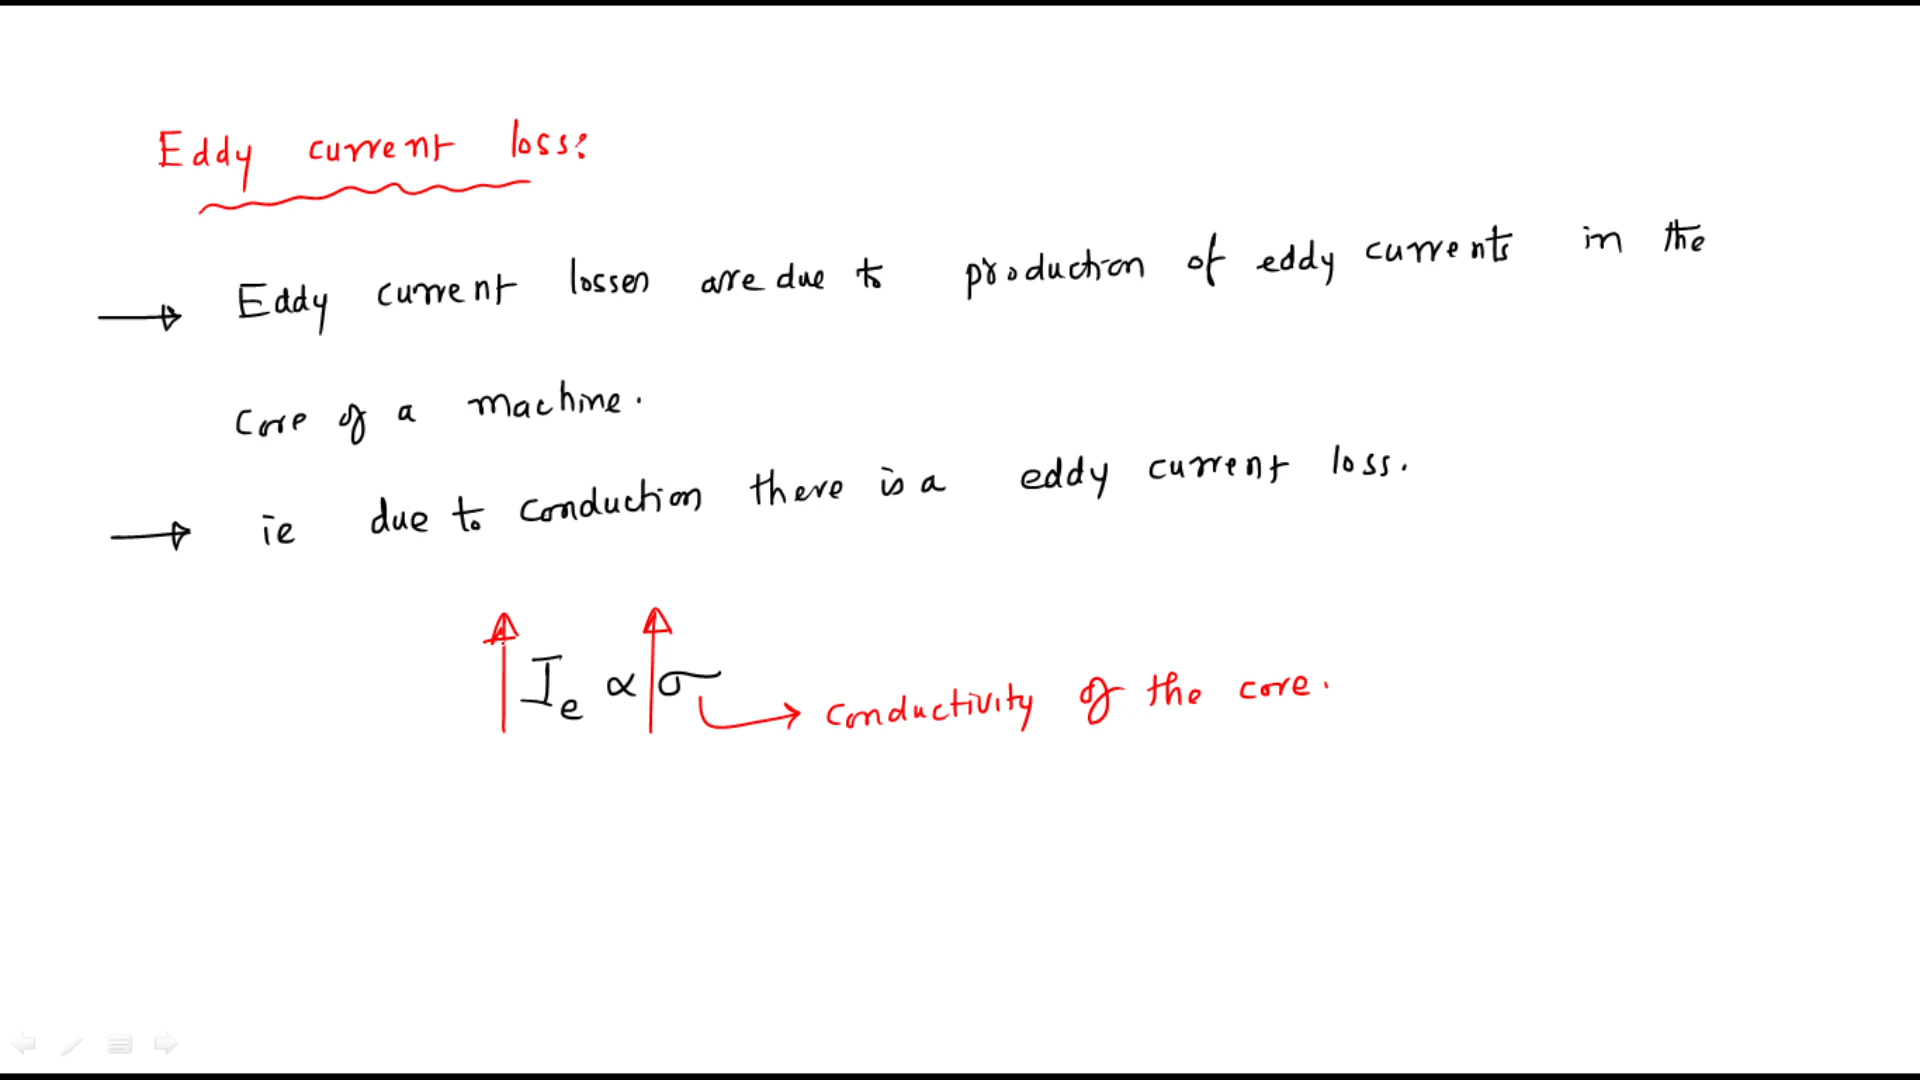 Eddy current loss:
Eddy current losses are due to production of eddy currents in the
core of a machine.
ie due to conduction there is a eddy current loss.
Ie ∝ σ
conductivity of the core.